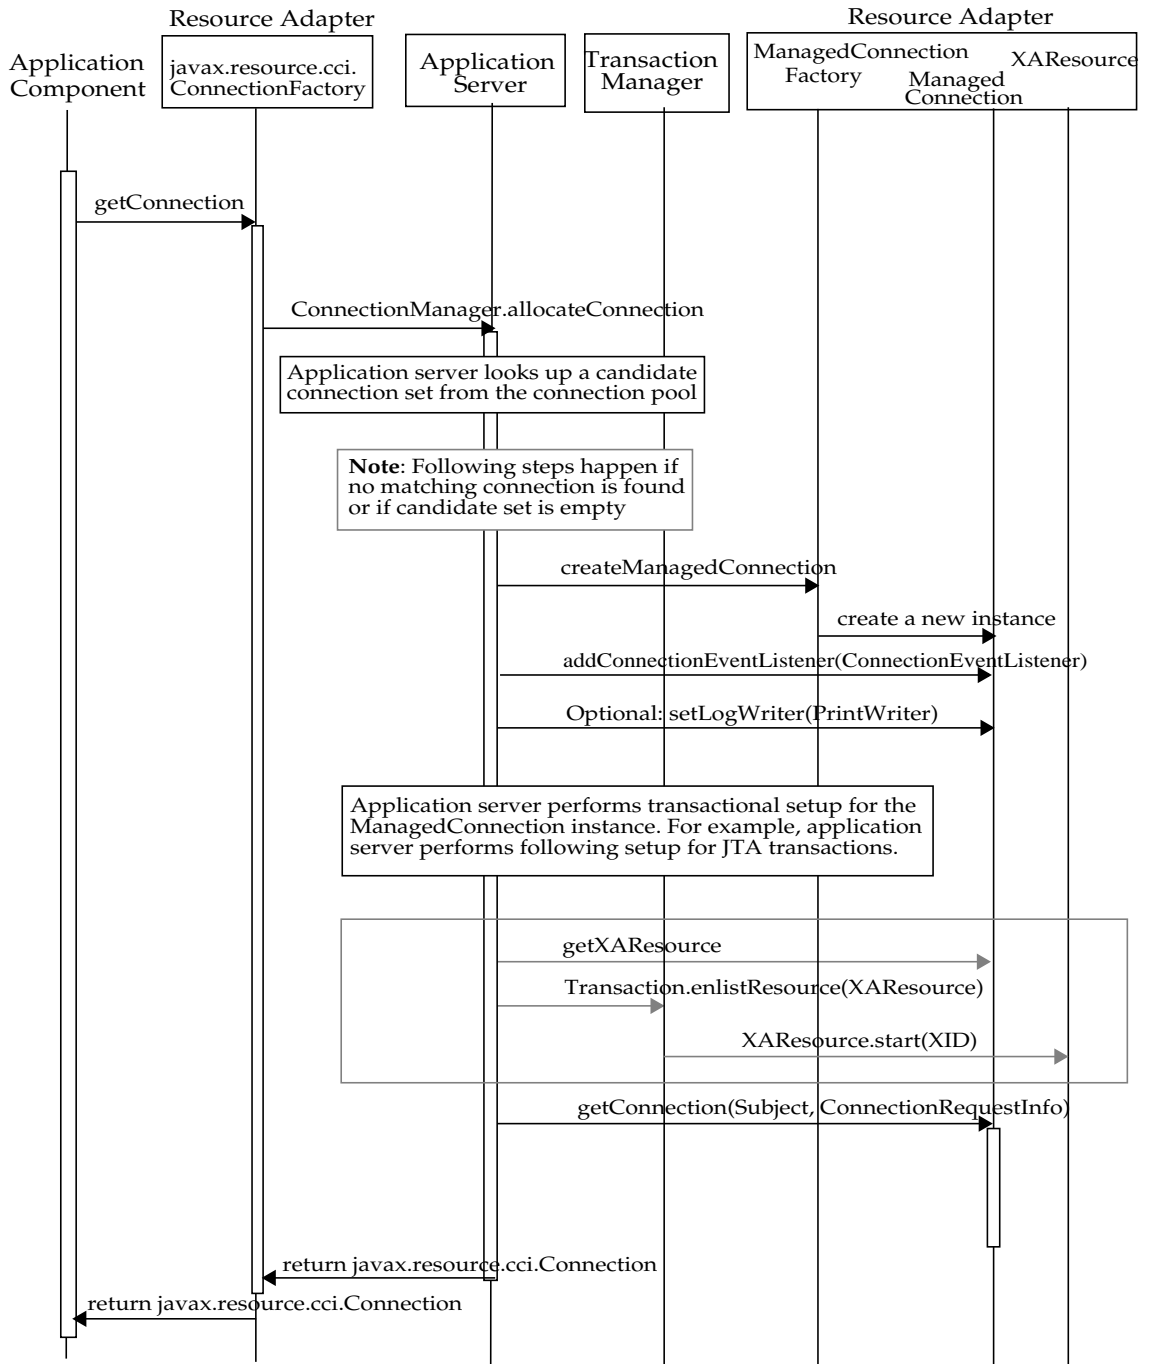 Resource Adapter
Resource Adapter
Application
Component
javax.resource.cci.
ConnectionFactory
Application
Server
Transaction
Manager
ManagedConnection
Factory
Managed
Connection
XAResource
getConnection
ConnectionManager.allocateConnection
Application server looks up a candidate
connection set from the connection pool
Note: Following steps happen if
no matching connection is found
or if candidate set is empty
createManagedConnection
create a new instance
addConnectionEventListener(ConnectionEventListener)
Optional: setLogWriter(PrintWriter)
Application server performs transactional setup for the
ManagedConnection instance. For example, application
server performs following setup for JTA transactions.
getXAResource
Transaction.enlistResource(XAResource)
XAResource.start(XID)
getConnection(Subject, ConnectionRequestInfo)
return javax.resource.cci.Connection
return javax.resource.cci.Connection